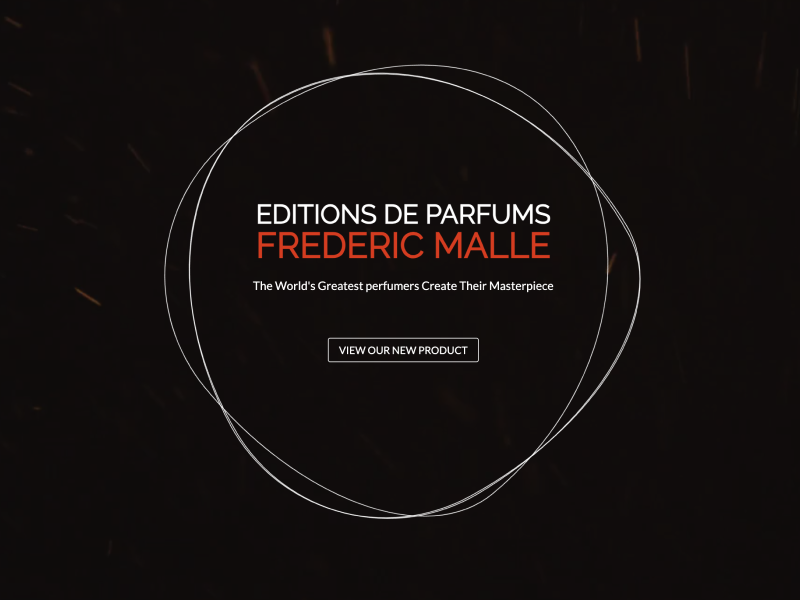 EDITIONS DE PARFUMS
FREDERIC MALLE
The World's Greatest perfumers Create Their Masterpiece
VIEW OUR NEW PRODUCT